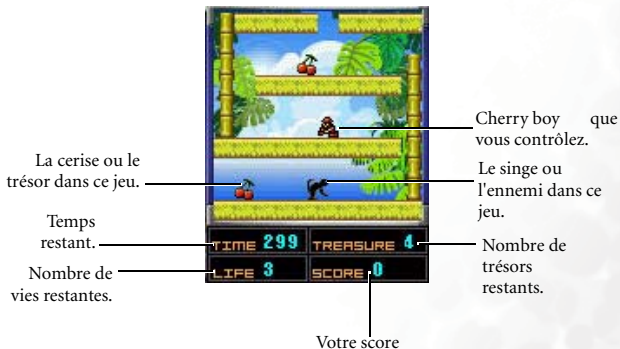 Cherry boy que
vous contrôlez.
La cerise ou le
trésor dans ce jeu.
Le singe ou
l'ennemi dans ce
jeu.
Temps
restant.
TIME 299
TREASURE 4
Nombre de
trésors
restants.
Nombre de
vies restantes.
LIFE 3
SCORE 0
Votre score